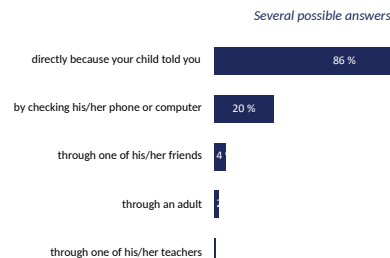 Several possible answers
directly because your child told you
86 %
by checking his/her phone or computer
20 %
through one of his/her friends
4
through an adult
through one of his/her teachers